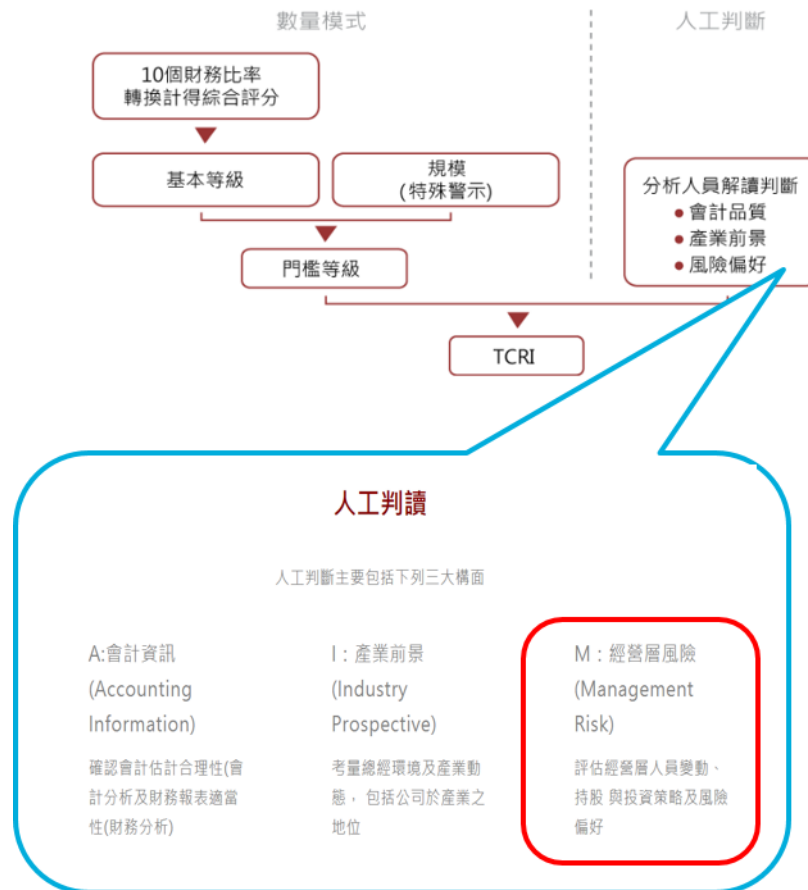 數量模式
人工判斷
10個財務比率
轉換計得綜合評分
基本等級
規模
(特殊警示)
門檻等級
分析人員解讀判斷
● 會計品質
● 產業前景
● 風險偏好
TCRI
人工判讀
人工判斷主要包括下列三大構面
A:會計資訊
(Accounting
Information)
確認會計估計合理性(會
計分析及財務報表適當
性(財務分析)
I：產業前景
(Industry
Prospective)
考量總經環境及產業動
態， 包括公司於產業之
地位
M：經營層風險
(Management
Risk)
評估經營層人員變動、
持股 與投資策略及風險
偏好